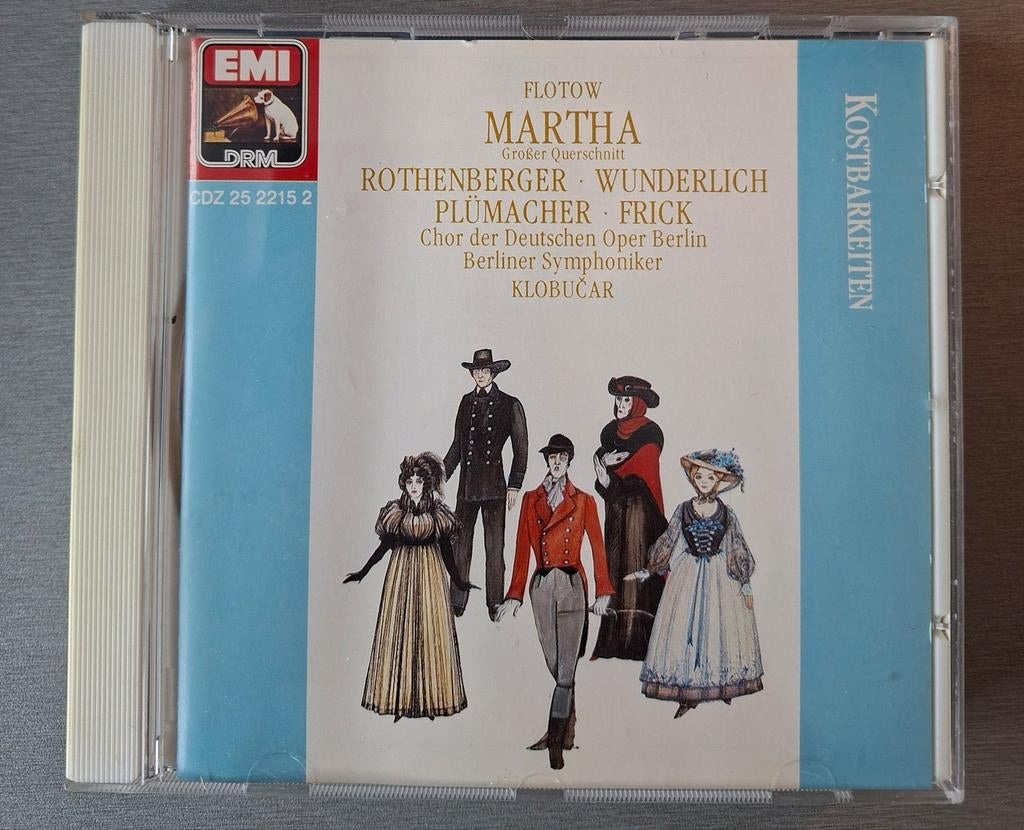 EMI
DRM
CDZ 25 2215 2
FLOTOW
MARTHA
Großer Querschnitt
ROTHENBERGER · WUNDERLICH
PLÜMACHER · FRICK
Chor der Deutschen Oper Berlin
Berliner Symphoniker
KLOBUČAR
KOSTBARKEITEN